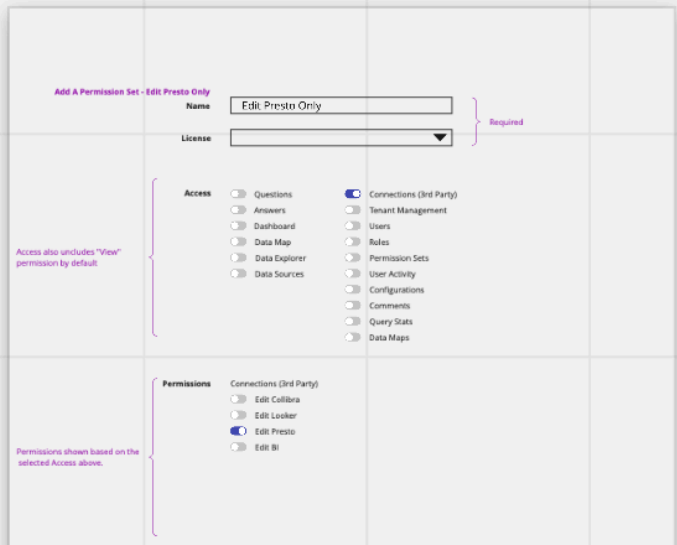 Add A Permission Set - Edit Presto Only
Name
Edit Presto Only
Required
License
Access
Questions
Answers
Dashboard
Data Map
Data Explorer
Data Sources
Connections (3rd Party)
Tenant Management
Users
Roles
Permission Sets
User Activity
Configurations
Comments
Query Stats
Data Maps
Access also uncludes "View"
permission by default
Permissions
Connections (3rd Party)
Edit Collibra
Edit Looker
Edit Presto
Edit BI
Permissions shown based on the
selected Access above.